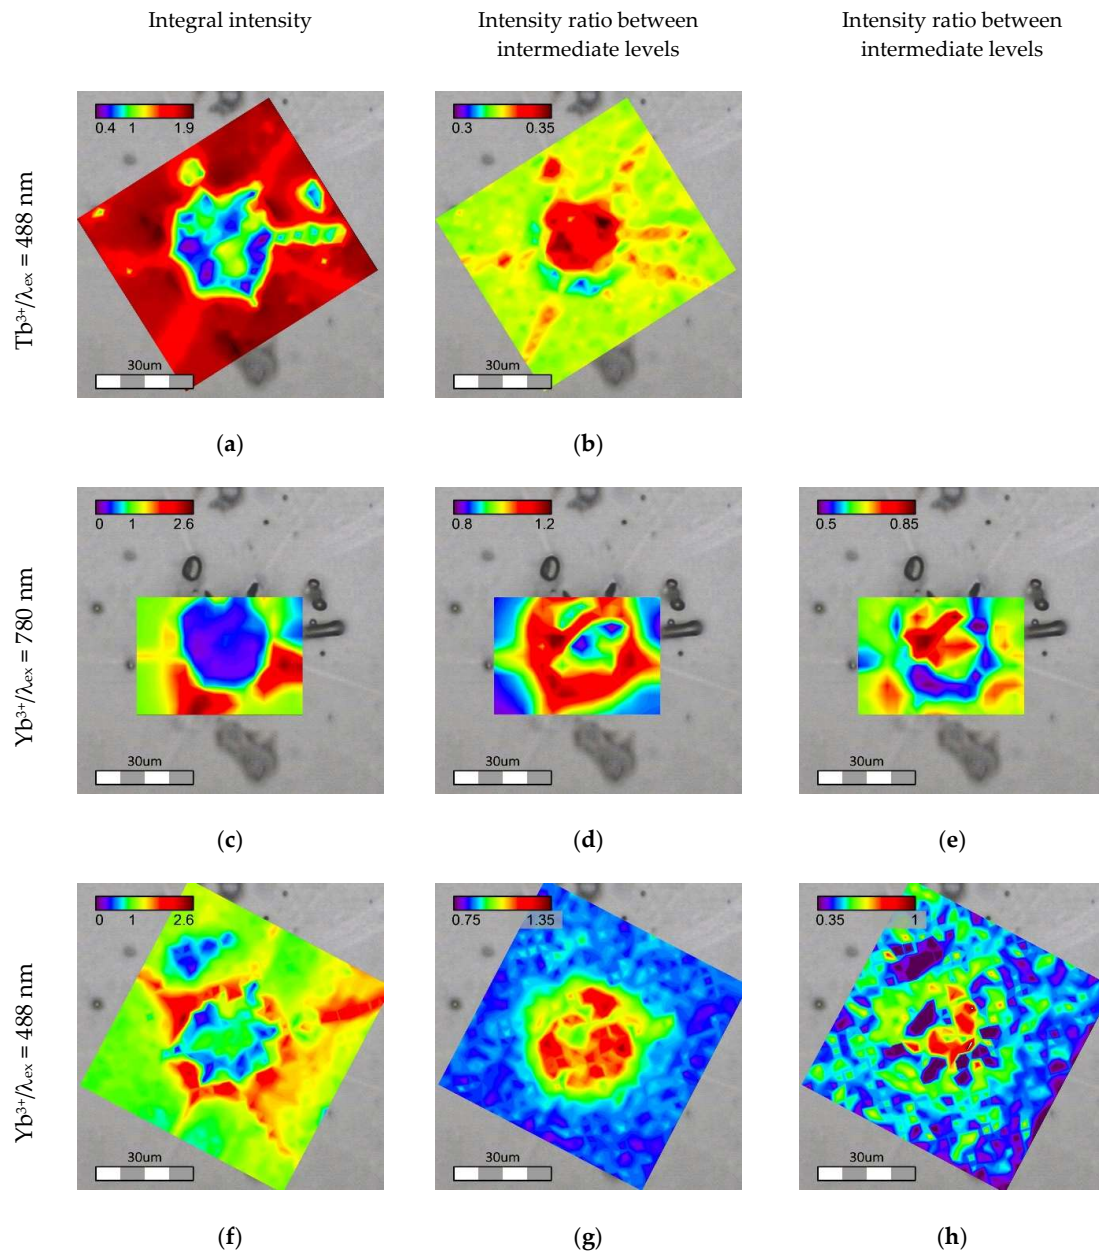 Integral intensity
Intensity ratio between
intermediate levels
Intensity ratio between
intermediate levels
Tb³⁺/λex = 488 nm
0.4 1 1.9
30um
(a)
0.3 0.35
30um
(b)
Yb³⁺/λex = 780 nm
0 1 2.6
30um
(c)
0.8 1.2
30um
(d)
0.5 0.85
30um
(e)
Yb³⁺/λex = 488 nm
0 1 2.6
30um
(f)
0.75 1.35
30um
(g)
0.35 1
30um
(h)